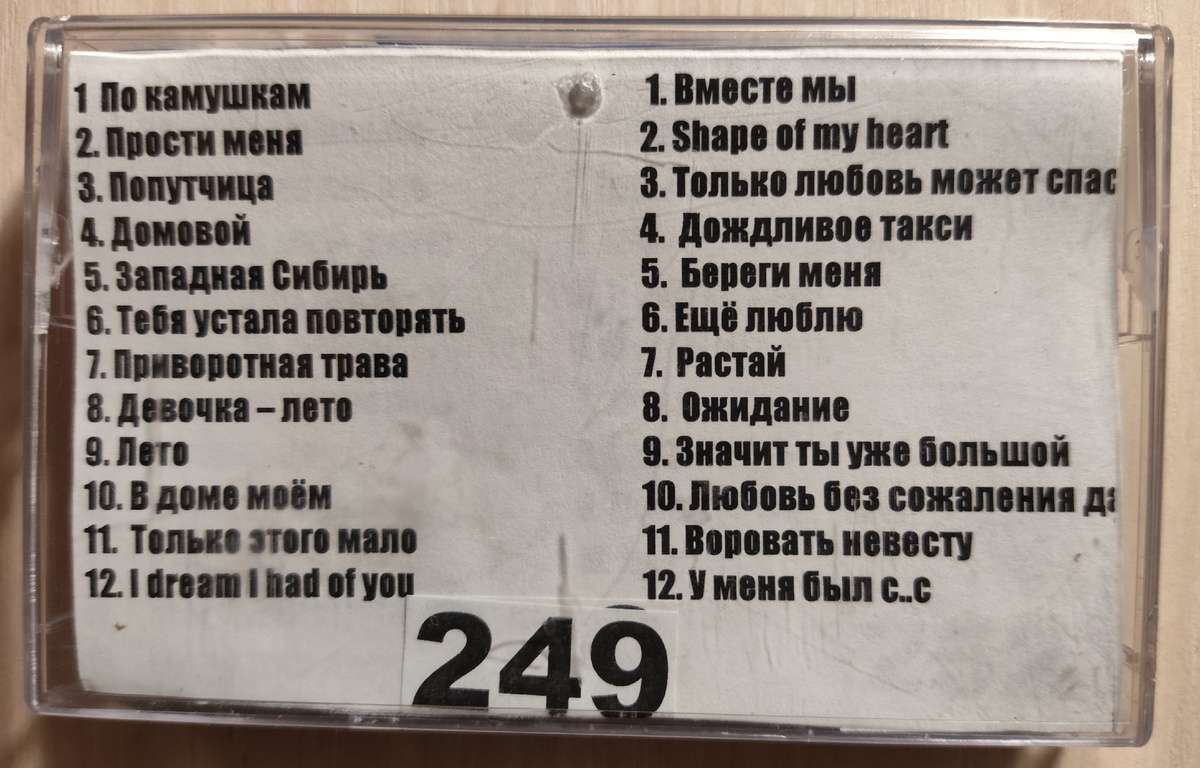 1 По камушкам
2. Прости меня
3. Попутчица
4. Домовой
5. Западная Сибирь
6. Тебя устала повторять
7. Приворотная трава
8. Девочка – лето
9. Лето
10. В доме моём
11. Только этого мало
12. I dream I had of you
1. Вместе мы
2. Shape of my heart
3. Только любовь может спас
4. Дождливое такси
5. Береги меня
6. Ещё люблю
7. Растай
8. Ожидание
9. Значит ты уже большой
10. Любовь без сожаления да
11. Воровать невесту
12. У меня был с..с
249